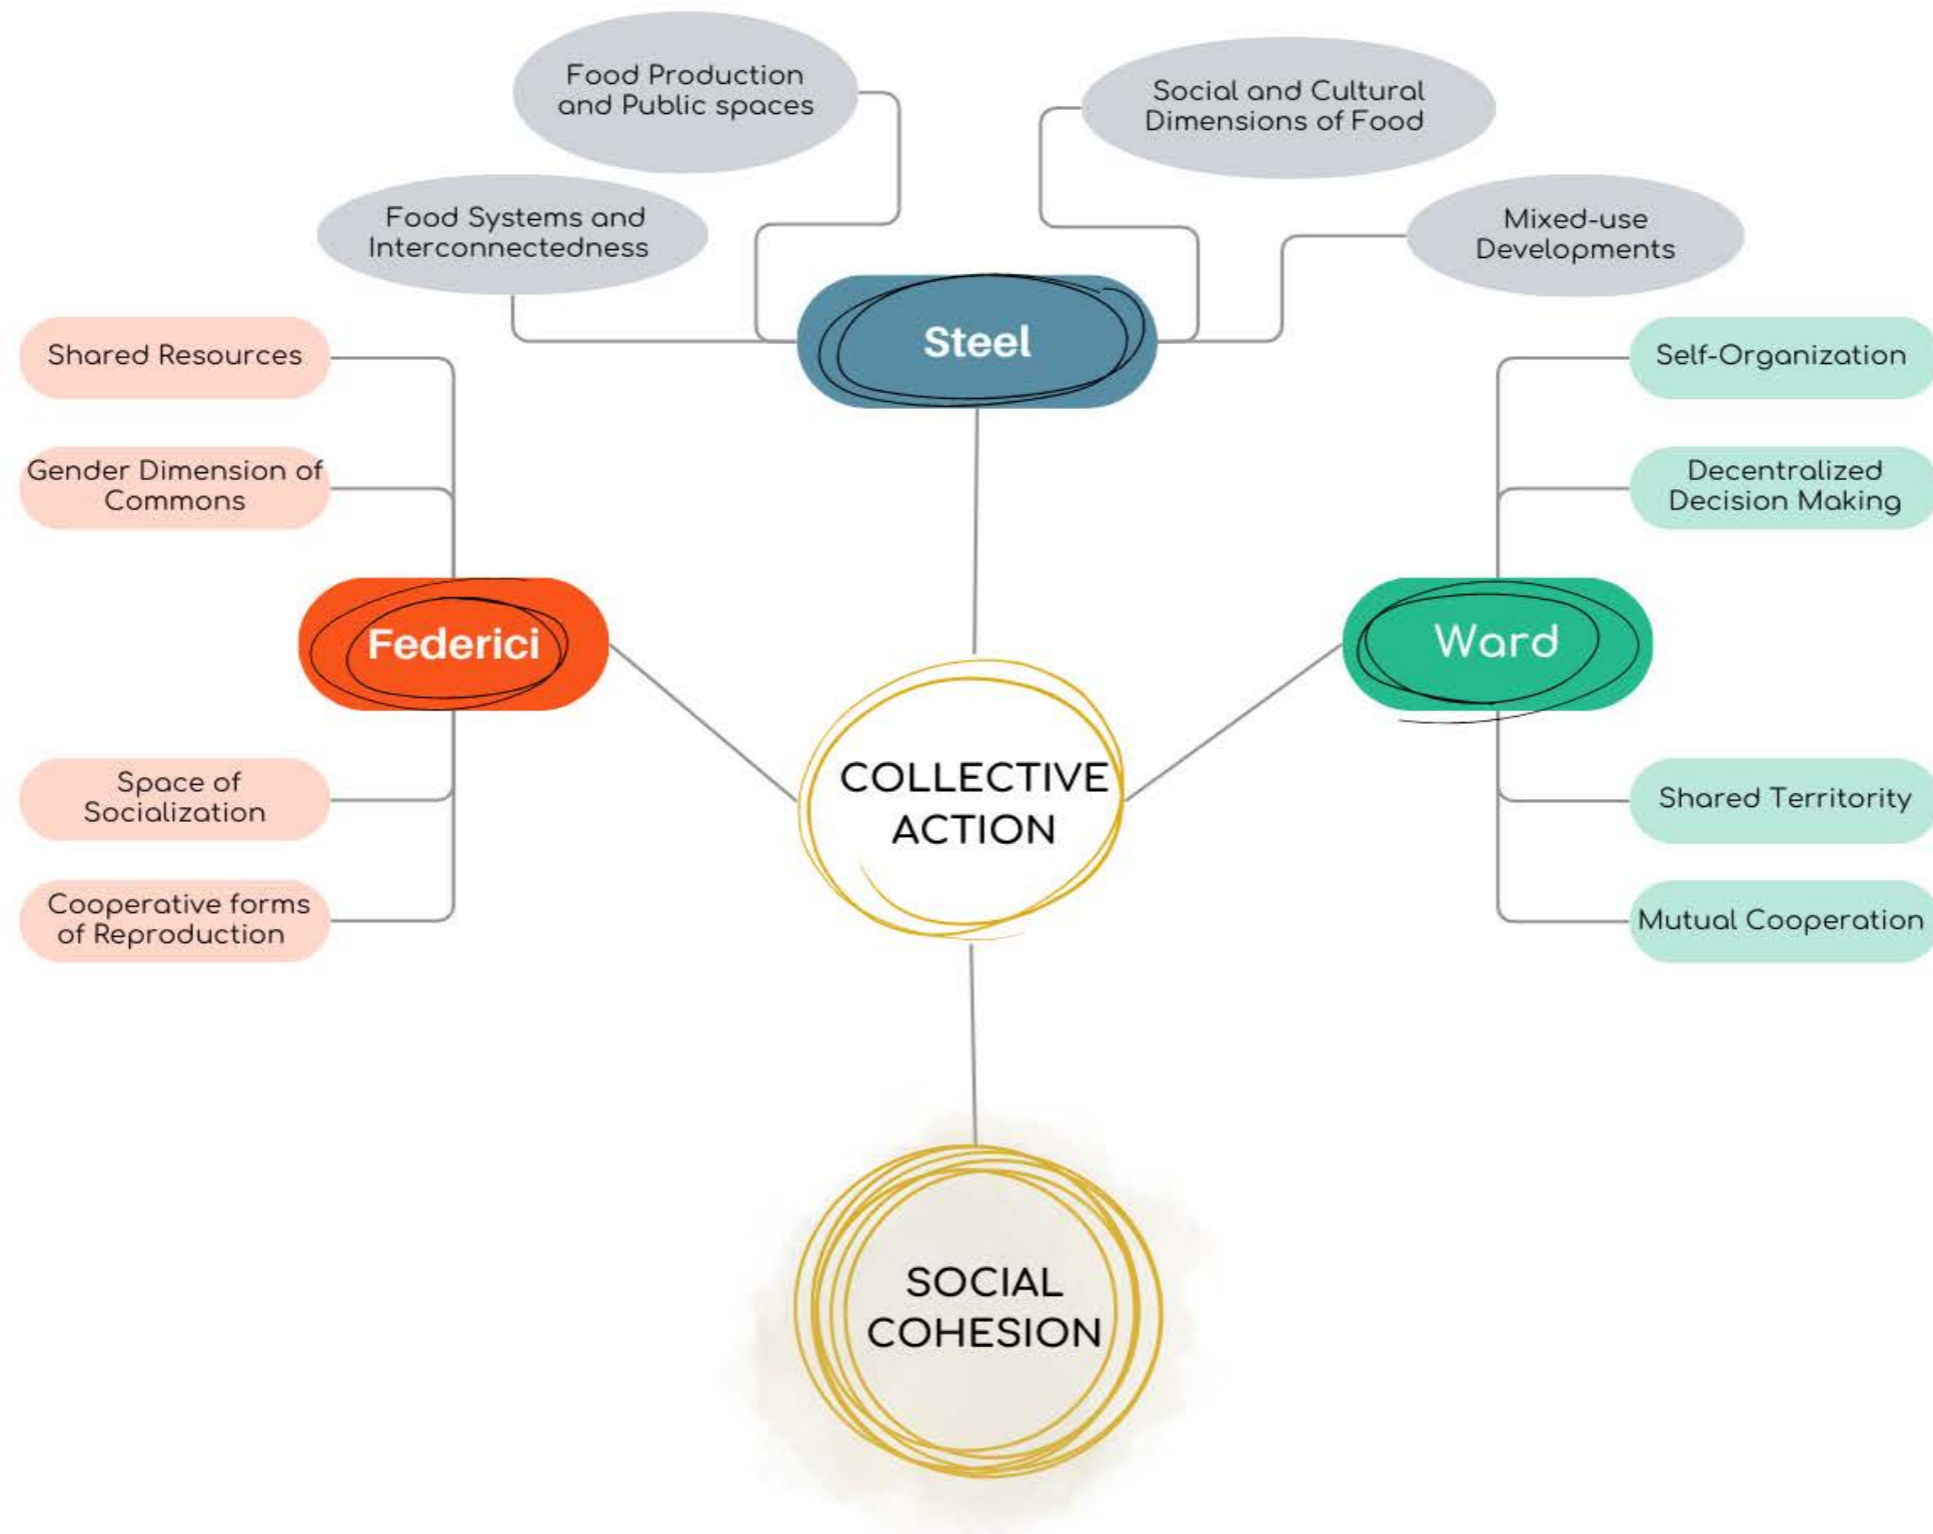 Food Production
and Public spaces
Social and Cultural
Dimensions of Food
Food Systems and
Interconnectedness
Mixed-use
Developments
Steel
Shared Resources
Gender Dimension of
Commons
Federici
Space of
Socialization
Cooperative forms
of Reproduction
Self-Organization
Decentralized
Decision Making
Ward
Shared Territority
Mutual Cooperation
COLLECTIVE
ACTION
SOCIAL
COHESION